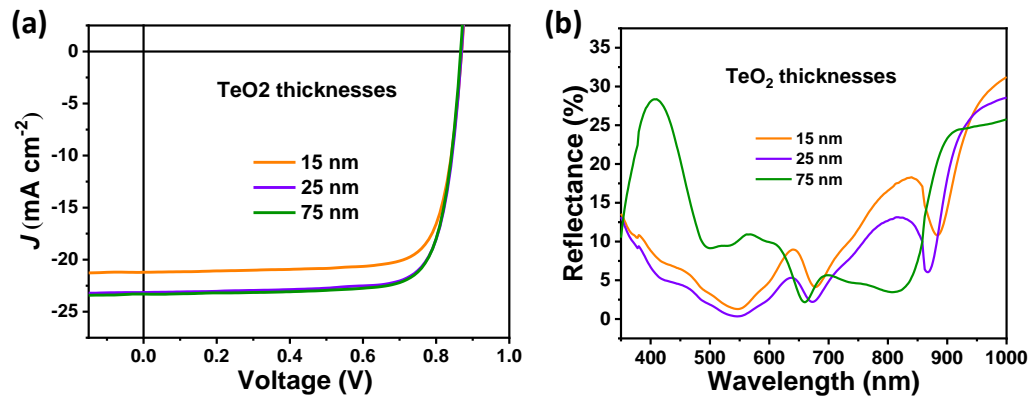 (a)
0
-5
-10
-15
-20
-25
J (mA cm⁻²)
TeO2 thicknesses
15 nm
25 nm
75 nm
0.0 0.2 0.4 0.6 0.8 1.0
Voltage (V)
(b)
35
30
25
20
15
10
5
0
Reflectance (%)
TeO₂ thicknesses
15 nm
25 nm
75 nm
400 500 600 700 800 900 1000
Wavelength (nm)